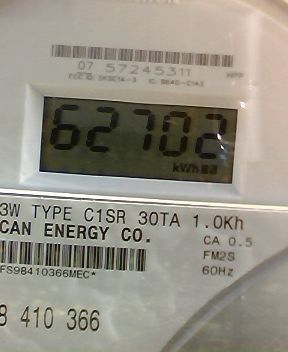 07 57245311
62702
kWh
3W TYPE C1SR 30TA 1.0Kh
CAN ENERGY CO.
CA 0.5
FM2S
60Hz
FS98410366MEC*
8 410 366